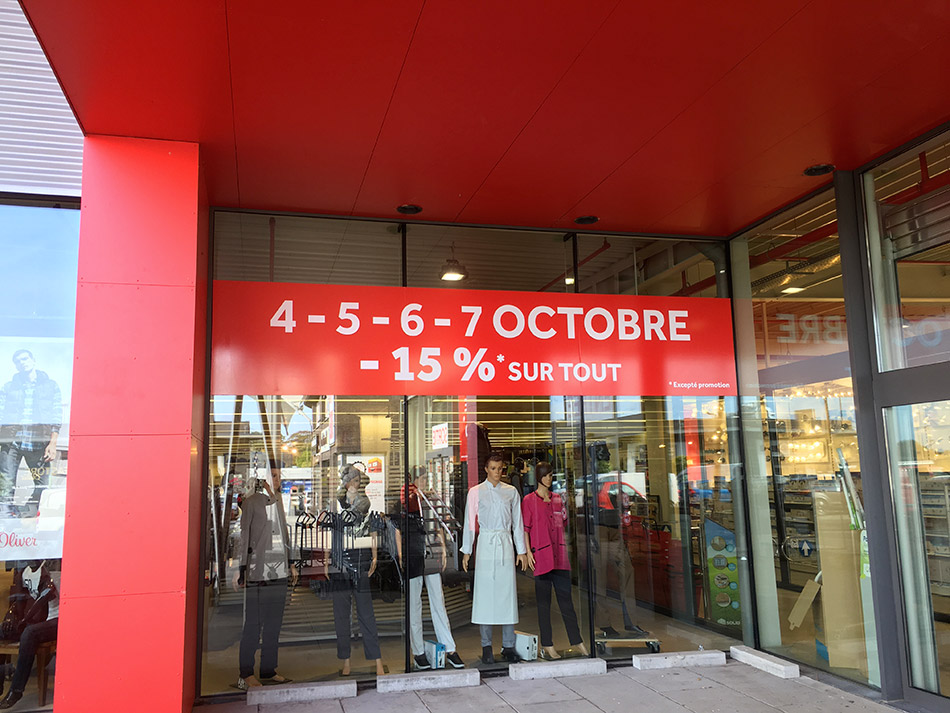 4 - 5 - 6 - 7 OCTOBRE
- 15 %* SUR TOUT
* Excepté promotion
Oliver